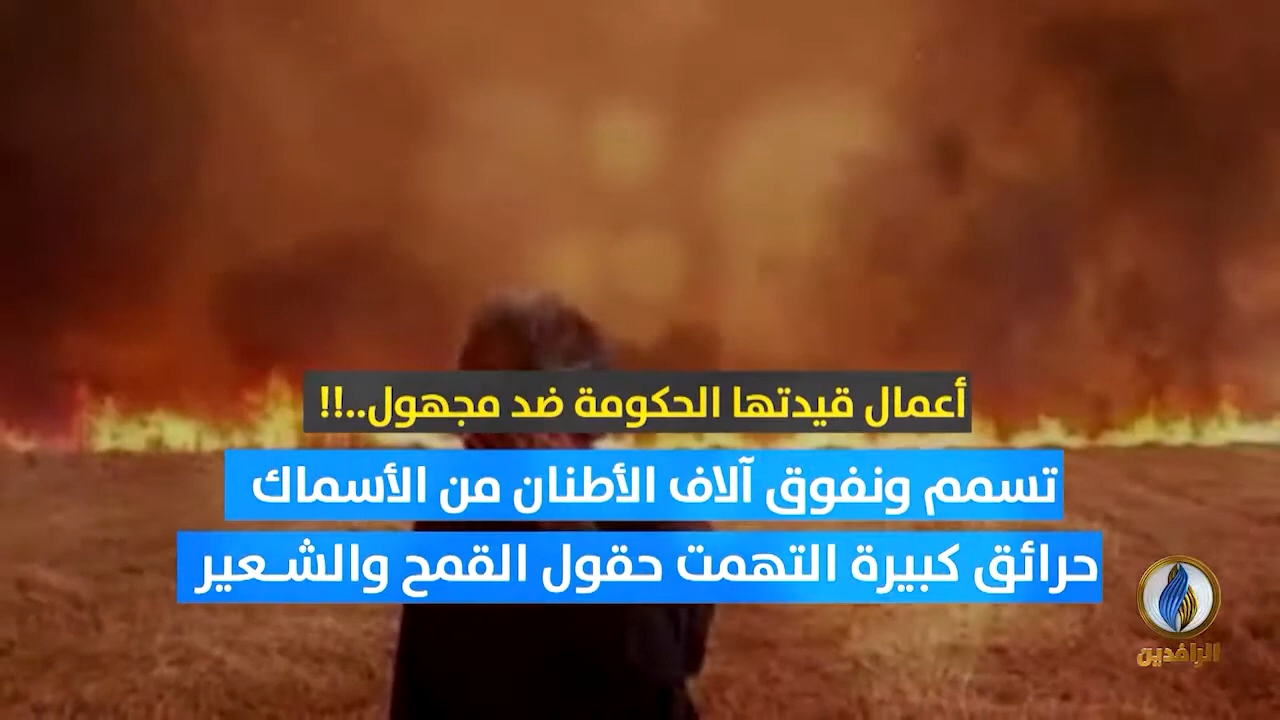 أعمال قيدتها الحكومة ضد مجهول..!!
تسمم ونفوق آلاف الأطنان من الأسماك
حرائق كبيرة التهمت حقول القمح والشعير
الرافدين